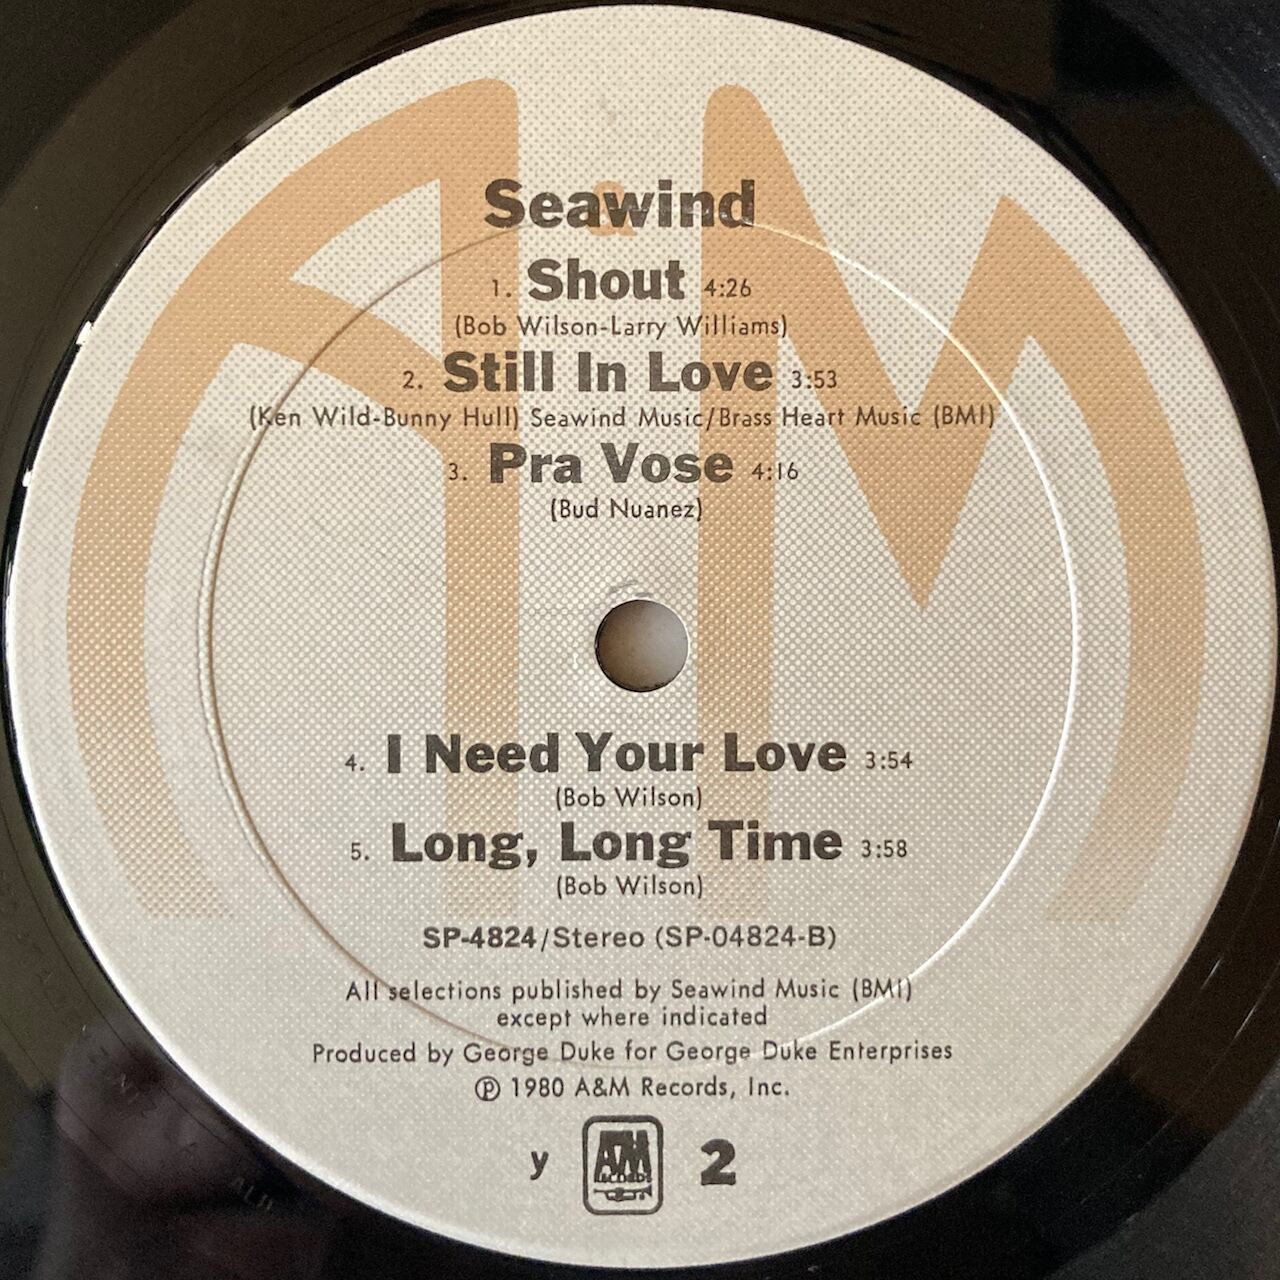 Seawind
1. Shout 4:26
(Bob Wilson-Larry Williams)
2. Still In Love 3:53
(Ken Wild-Bunny Hull) Seawind Music/Brass Heart Music (BMI)
3. Pra Vose 4:16
(Bud Nuanez)
4. I Need Your Love 3:54
(Bob Wilson)
5. Long, Long Time 3:58
(Bob Wilson)
SP-4824/Stereo (SP-04824-B)
All selections published by Seawind Music (BMI)
except where indicated
Produced by George Duke for George Duke Enterprises
℗ 1980 A&M Records, Inc.
y A&M RECORDS 2